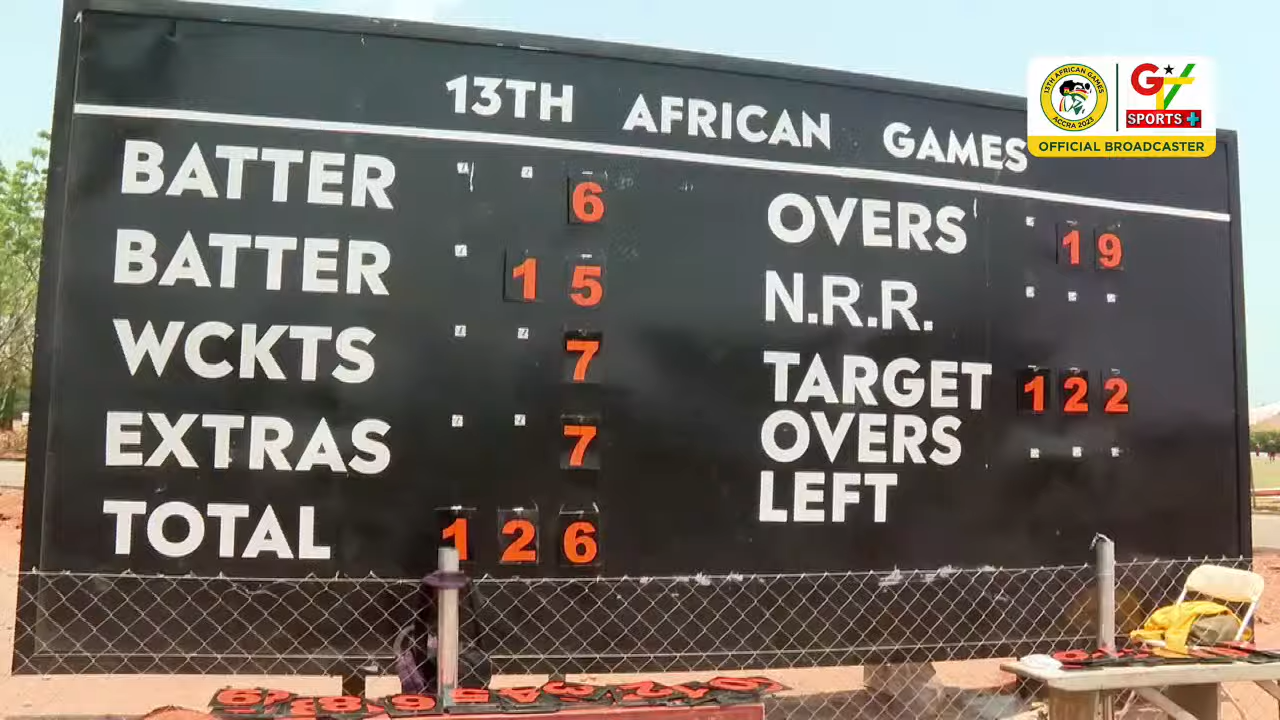 13TH AFRICAN GAMES
BATTER 6
BATTER 15
WCKTS 7
EXTRAS 7
TOTAL 126
OVERS 19
N.R.R.
TARGET 122
OVERS
LEFT
13TH AFRICAN GAMES
ACCRA 2023
G
SPORTS+
OFFICIAL BROADCASTER